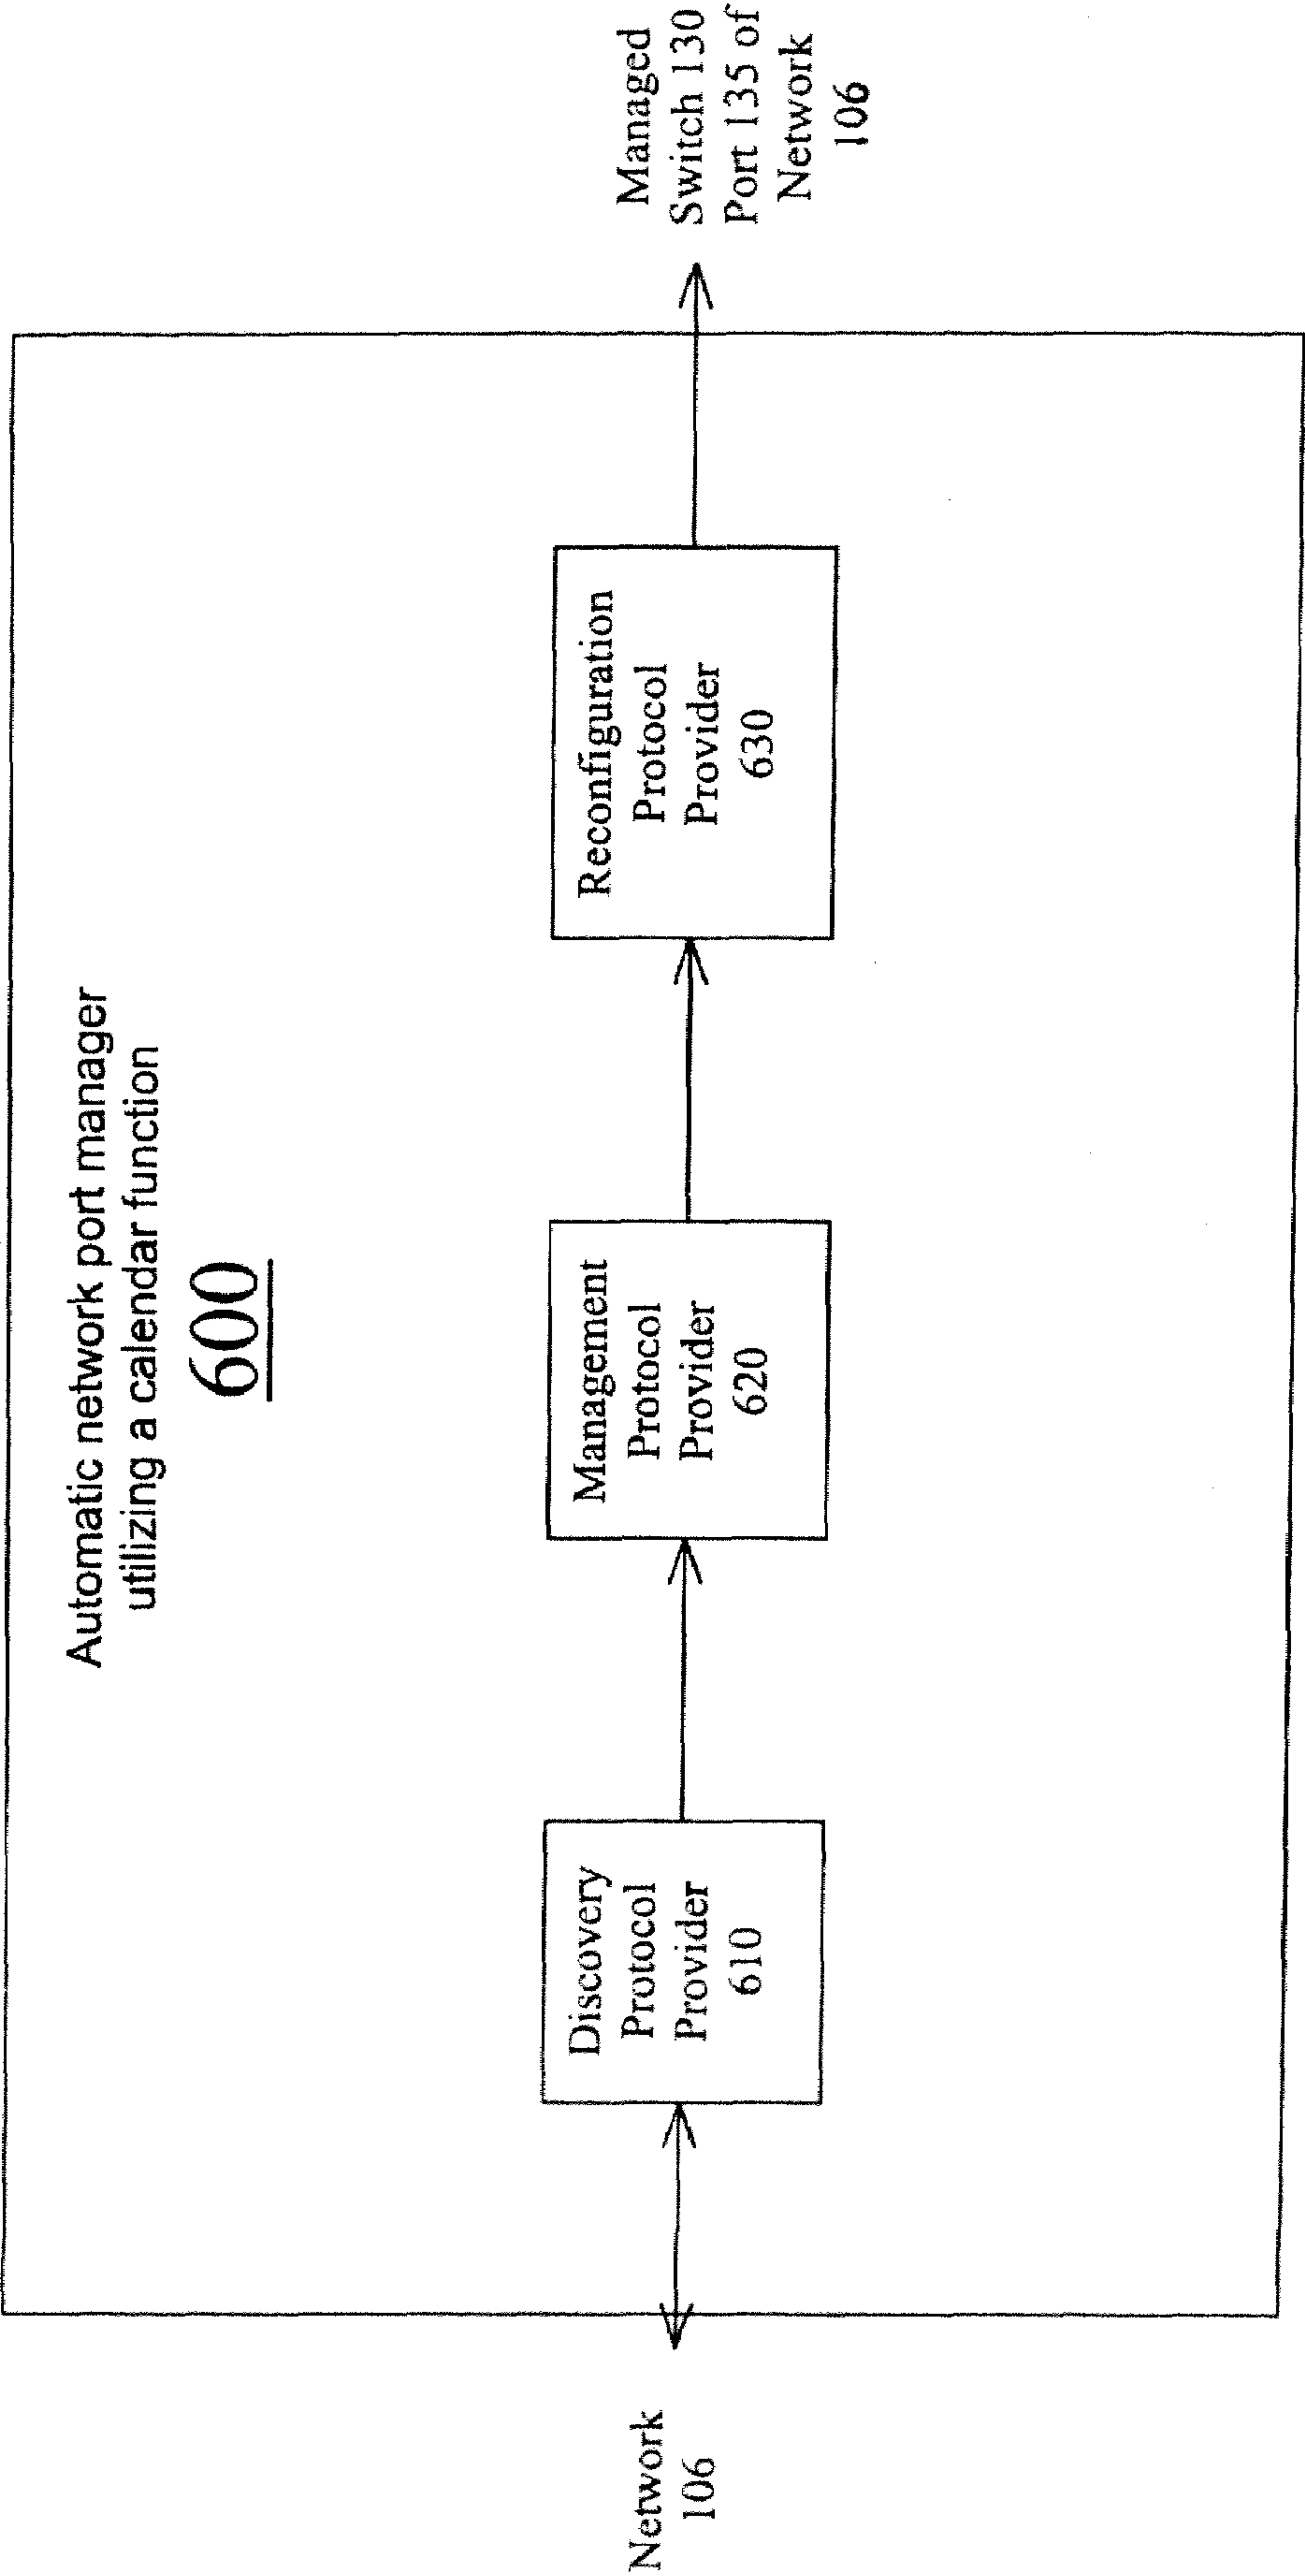 Automatic network port manager
utilizing a calendar function
600
Network
106
Discovery
Protocol
Provider
610
Management
Protocol
Provider
620
Reconfiguration
Protocol
Provider
630
Managed
Switch 130
Port 135 of
Network
106